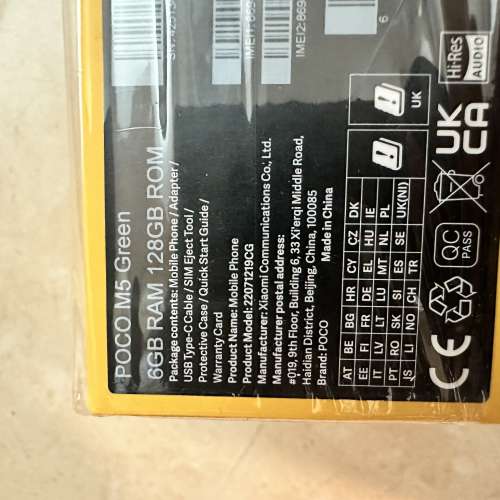 POCO M5 Green
6GB RAM 128GB ROM
Package contents: Mobile Phone / Adapter /
USB Type-C Cable / SIM Eject Tool /
Protective Case / Quick Start Guide /
Warranty Card
Product Name: Mobile Phone
Product Model: 22071219CG
Manufacturer: Xiaomi Communications Co., Ltd.
Manufacturer postal address:
#019, 9th Floor, Building 6, 33 Xi'erqi Middle Road,
Haidian District, Beijing, China, 100085
Brand: POCO Made in China
AT BE BG HR CY CZ DK
EE FI FR DE EL HU IE
IT LV LT LU MT NL PL
PT RO SK SI ES SE UK(NI)
IS LI NO CH TR
UK
CE
QC
PASS
UK
CA
Hi-Res
AUDIO
IMEI1: 869
IMEI2: 869
6